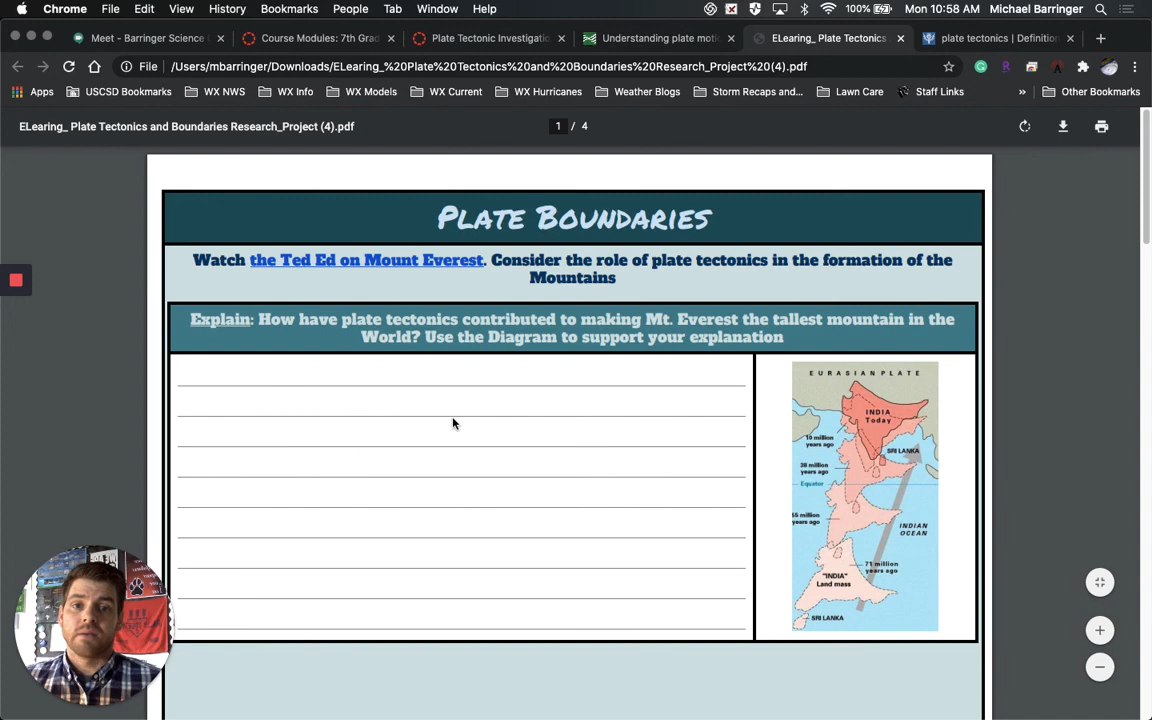 Chrome File Edit View History Bookmarks People Tab Window Help 100% Mon 10:58 AM Michael Barringer
Meet - Barringer Science Course Modules: 7th Grad Plate Tectonic Investigatio Understanding plate moti ELearing_ Plate Tectonics plate tectonics | Definition
File /Users/mbarringer/Downloads/ELearing_%20Plate%20Tectonics%20and%20Boundaries%20Research_Project%20(4).pdf
Apps USCSD Bookmarks WX NWS WX Info WX Models WX Current WX Hurricanes Weather Blogs Storm Recaps and... Lawn Care Staff Links » Other Bookmarks
ELearing_ Plate Tectonics and Boundaries Research_Project (4).pdf 1 / 4
PLATE BOUNDARIES
Watch the Ted Ed on Mount Everest. Consider the role of plate tectonics in the formation of the
Mountains
Explain: How have plate tectonics contributed to making Mt. Everest the tallest mountain in the
World? Use the Diagram to support your explanation
EURASIAN PLATE
INDIA
Today
10 million
years ago
SRI LANKA
38 million
years ago
Equator
55 million
years ago
INDIAN
OCEAN
71 million
years ago
"INDIA"
Land mass
SRI LANKA